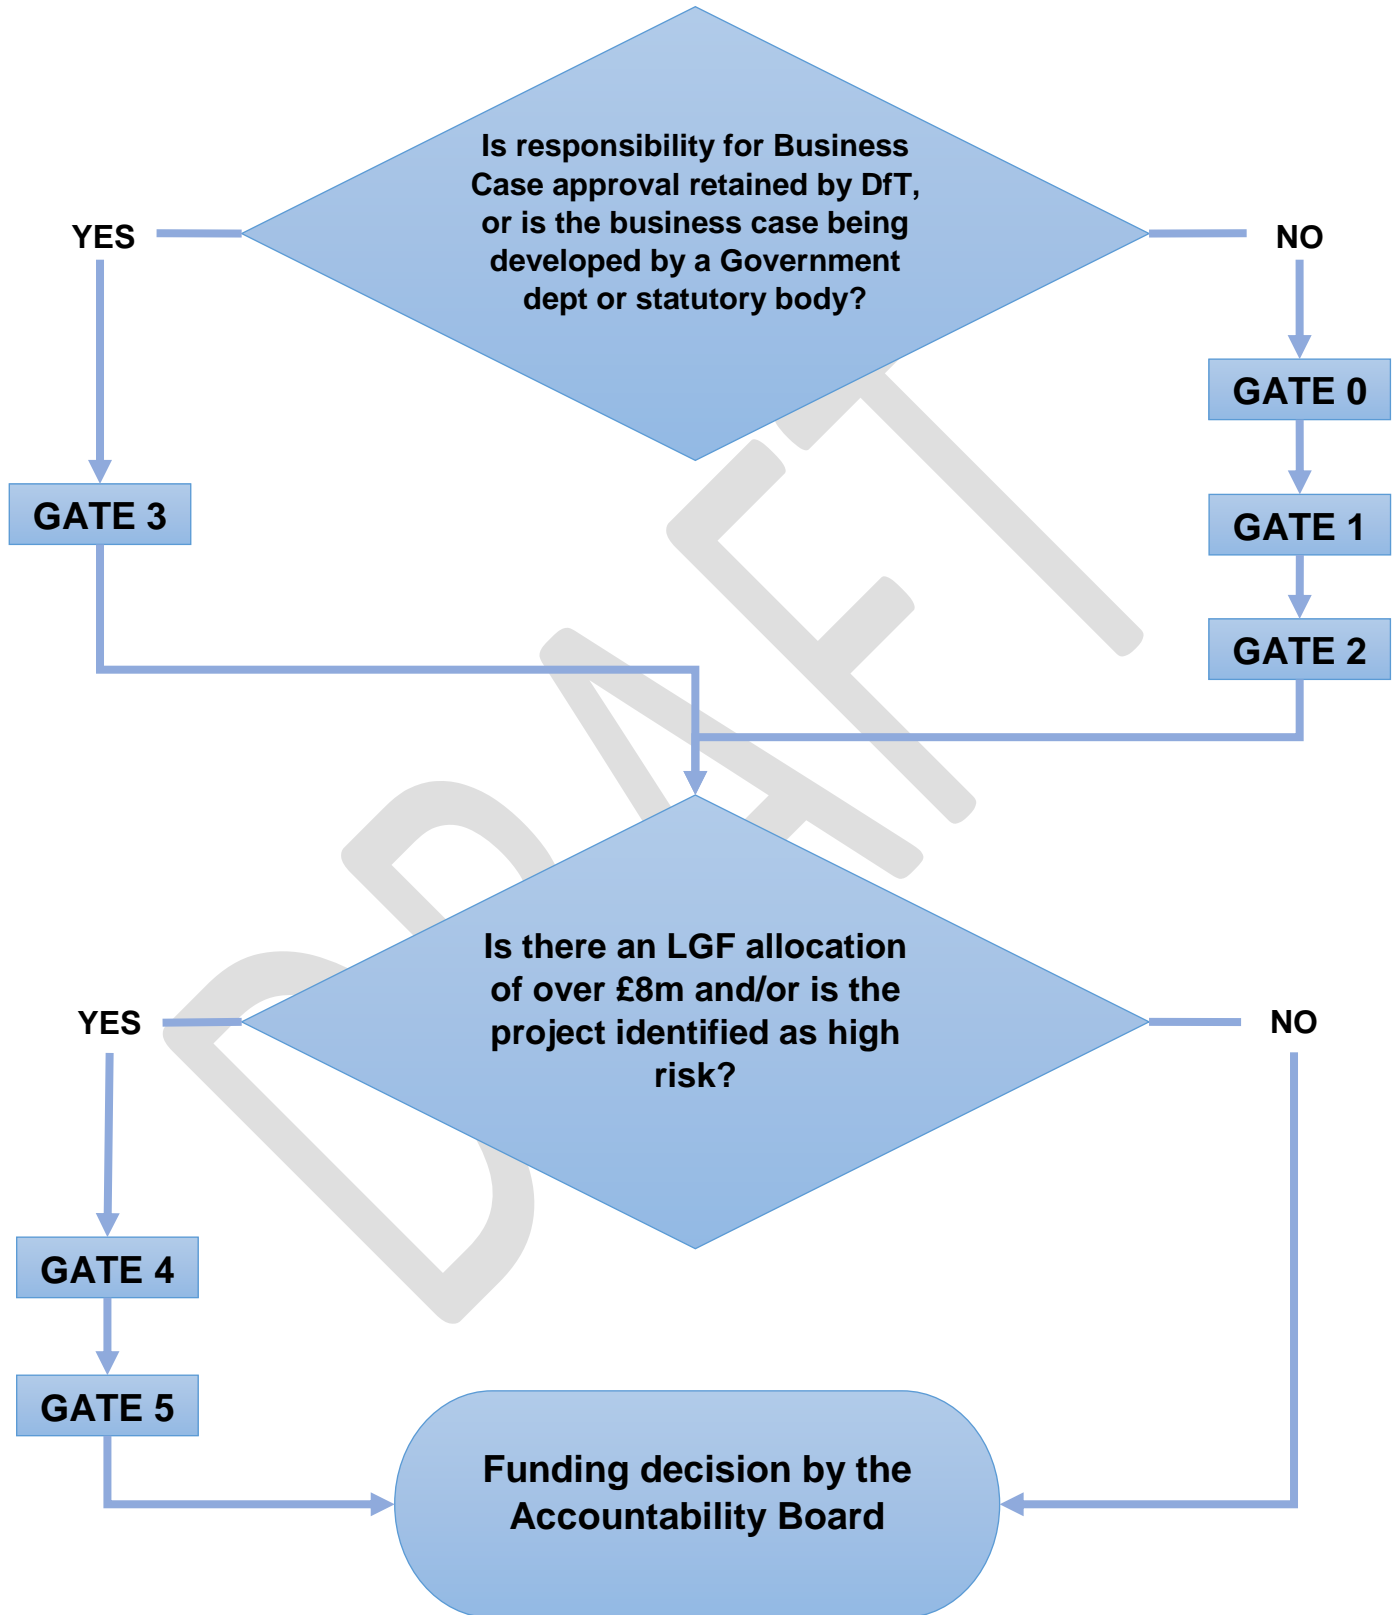 Is responsibility for Business
Case approval retained by DfT,
or is the business case being
developed by a Government
dept or statutory body?
YES
NO
GATE 0
GATE 3
GATE 1
GATE 2
DRAFT
Is there an LGF allocation
of over £8m and/or is the
project identified as high
risk?
YES
NO
GATE 4
GATE 5
Funding decision by the
Accountability Board